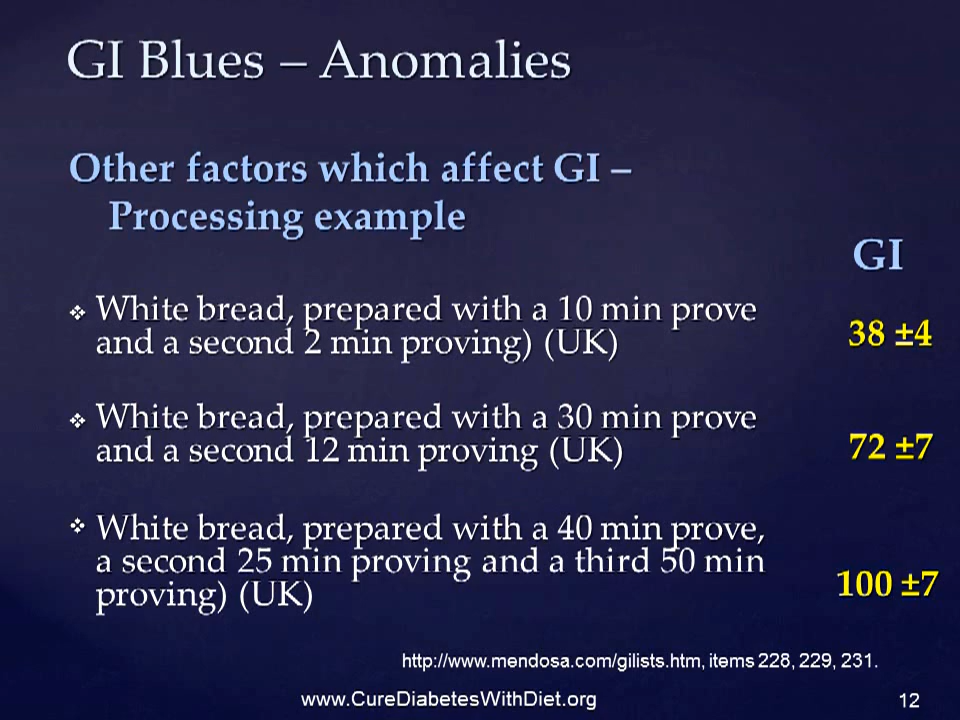 GI Blues – Anomalies
Other factors which affect GI –
Processing example
GI
❖ White bread, prepared with a 10 min prove
and a second 2 min proving) (UK)
38 ±4
❖ White bread, prepared with a 30 min prove
and a second 12 min proving (UK)
72 ±7
❖ White bread, prepared with a 40 min prove,
a second 25 min proving and a third 50 min
proving) (UK)
100 ±7
http://www.mendosa.com/gilists.htm, items 228, 229, 231.
www.CureDiabetesWithDiet.org
12